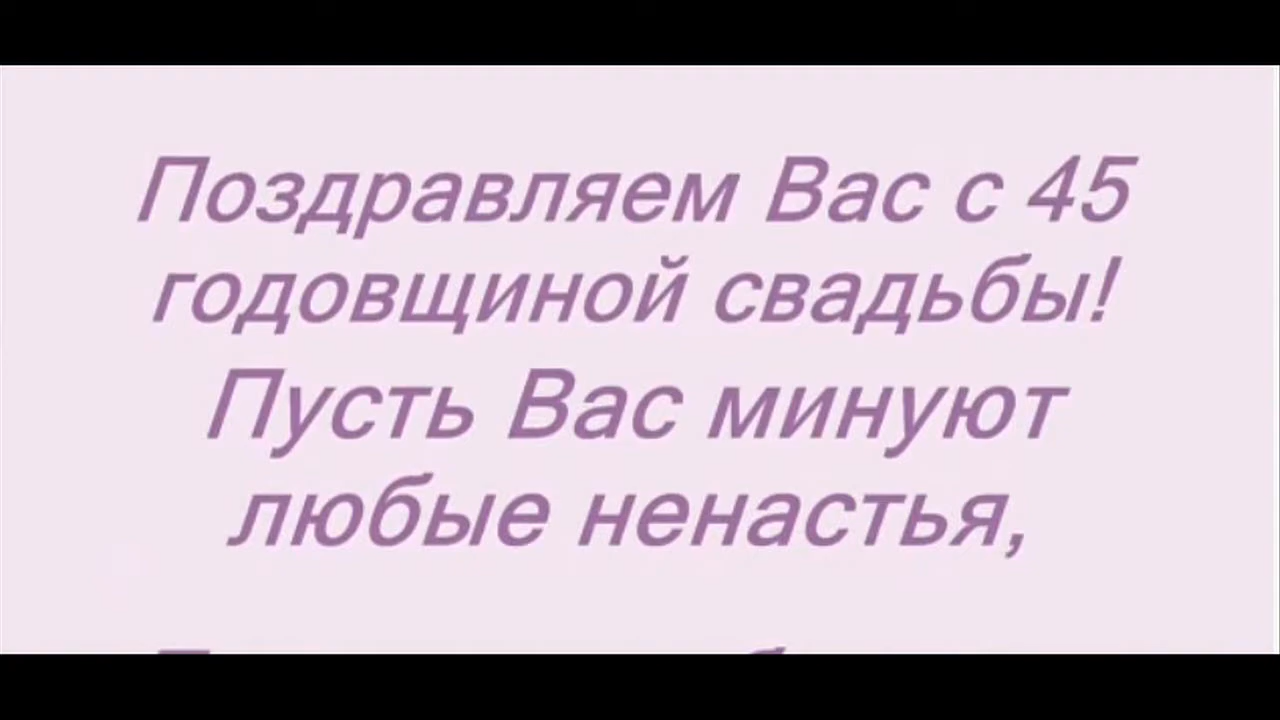 Поздравляем Вас с 45
годовщиной свадьбы!
Пусть Вас минуют
любые ненастья,